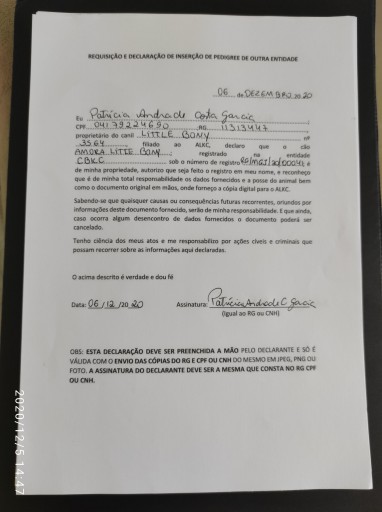 REQUISIÇÃO E DECLARAÇÃO DE INSERÇÃO DE PEDIGREE DE OUTRA ENTIDADE
06 de DEZEMBRO 20 20
Eu Patrícia Andrade Costa Garcia
CPF 04179224690 RG 11313447
proprietário do canil LITTLE BONY nº
3564 filiado ao ALKC, declaro que o cão
AMORA LITTE BONY, registrado na entidade
CBKC sob o número de registro RG/MGT/20/00042 e
de minha propriedade, autorizo que seja feito o registro em meu nome, e reconheço
que é de minha total responsabilidade os dados fornecidos e a posse do animal bem
como o documento original em mãos, onde forneço a cópia digital para o ALKC.
Sabendo-se que quaisquer causas ou consequências futuras recorrentes, oriundos por
informações deste documento fornecido, serão de minha responsabilidade. E que ainda,
caso ocorra algum desencontro de dados fornecidos o documento poderá ser
cancelado.
Tenho ciência dos meus atos e me responsabilizo por ações cíveis e criminais que
possam recorrer sobre as informações aqui declaradas.
O acima descrito é verdade e dou fé
Data: 06/12/20 20 Assinatura: Patrícia Andrade C Garcia
(Igual ao RG ou CNH)
OBS: ESTA DECLARAÇÃO DEVE SER PREENCHIDA A MÃO PELO DECLARANTE E SÓ É
VÁLIDA COM O ENVIO DAS CÓPIAS DO RG E CPF OU CNH DO MESMO EM JPEG, PNG OU
FOTO. A ASSINATURA DO DECLARANTE DEVE SER A MESMA QUE CONSTA NO RG CPF
OU CNH.
2020/12/5 14:47